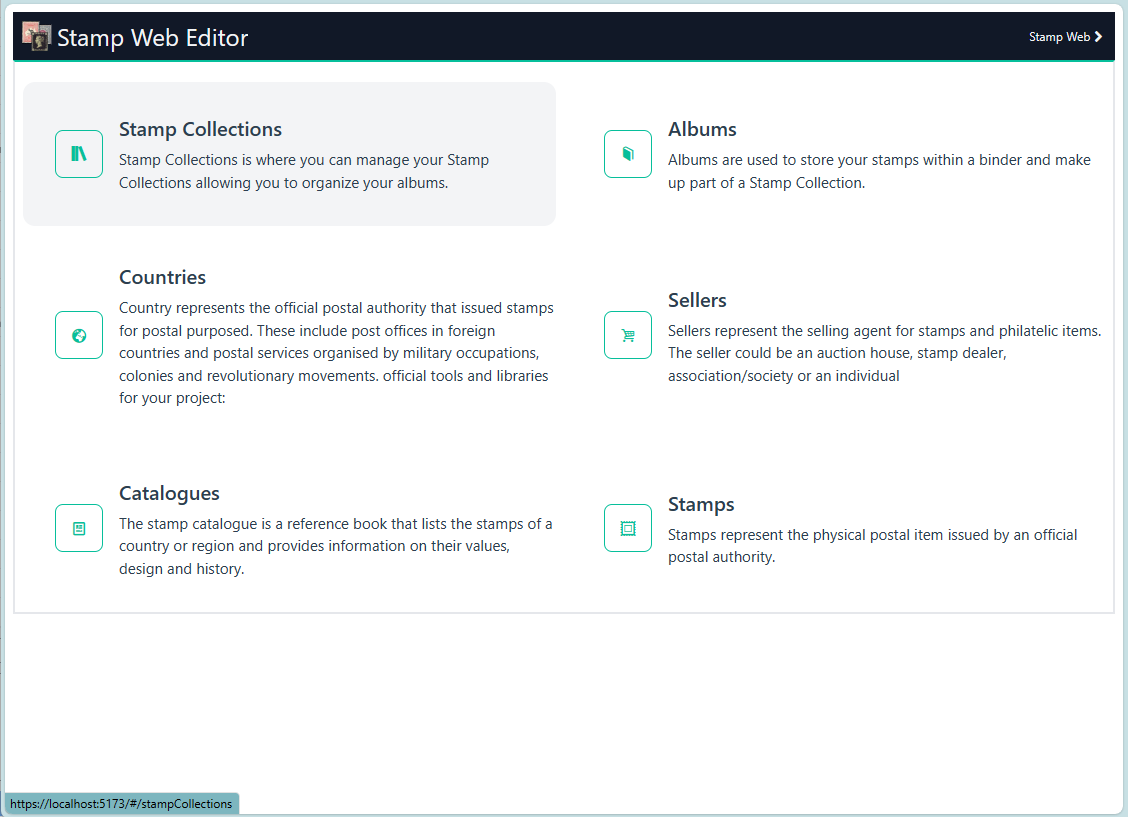 Stamp Web Editor
Stamp Web
Stamp Collections
Stamp Collections is where you can manage your Stamp
Collections allowing you to organize your albums.
Albums
Albums are used to store your stamps within a binder and make
up part of a Stamp Collection.
Countries
Country represents the official postal authority that issued stamps
for postal purposed. These include post offices in foreign
countries and postal services organised by military occupations,
colonies and revolutionary movements. official tools and libraries
for your project:
Sellers
Sellers represent the selling agent for stamps and philatelic items.
The seller could be an auction house, stamp dealer,
association/society or an individual
Catalogues
The stamp catalogue is a reference book that lists the stamps of a
country or region and provides information on their values,
design and history.
Stamps
Stamps represent the physical postal item issued by an official
postal authority.
https://localhost:5173/#/stampCollections